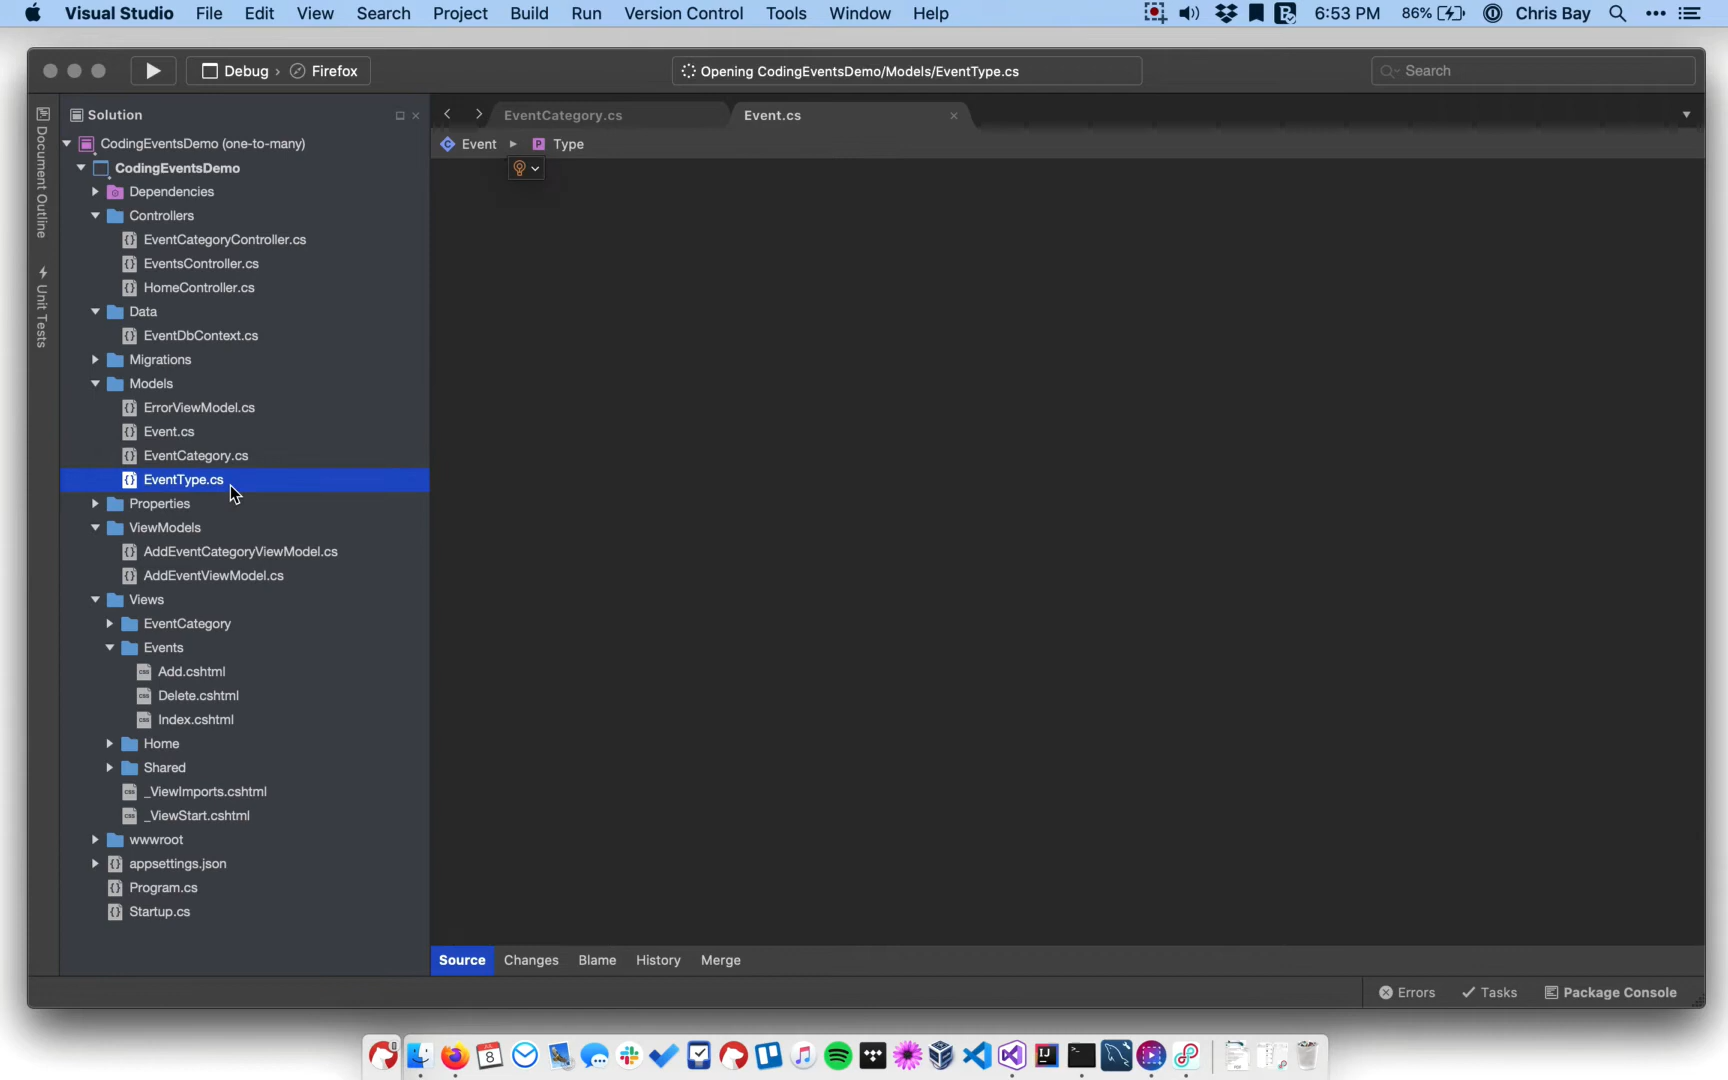 Visual Studio File Edit View Search Project Build Run Version Control Tools Window Help 6:53 PM 86% Chris Bay
Debug › Firefox
Opening CodingEventsDemo/Models/EventType.cs
Search
Document Outline
Unit Tests
Solution
CodingEventsDemo (one-to-many)
CodingEventsDemo
Dependencies
Controllers
EventCategoryController.cs
EventsController.cs
HomeController.cs
Data
EventDbContext.cs
Migrations
Models
ErrorViewModel.cs
Event.cs
EventCategory.cs
EventType.cs
Properties
ViewModels
AddEventCategoryViewModel.cs
AddEventViewModel.cs
Views
EventCategory
Events
Add.cshtml
Delete.cshtml
Index.cshtml
Home
Shared
_ViewImports.cshtml
_ViewStart.cshtml
wwwroot
appsettings.json
Program.cs
Startup.cs
EventCategory.cs
Event.cs
Event Type
Source Changes Blame History Merge
Errors Tasks Package Console
8